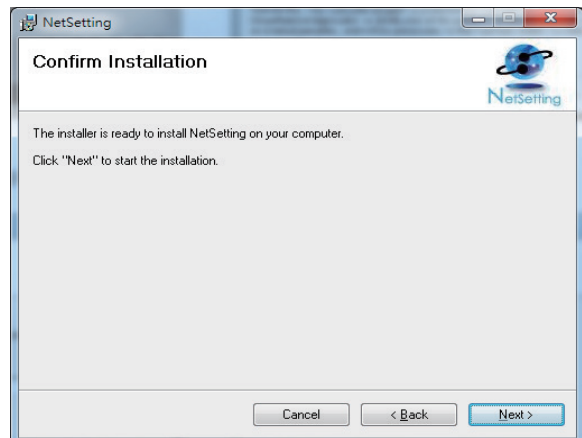 NetSetting
Confirm Installation
NetSetting
The installer is ready to install NetSetting on your computer.
Click "Next" to start the installation.
Cancel
< Back
Next >